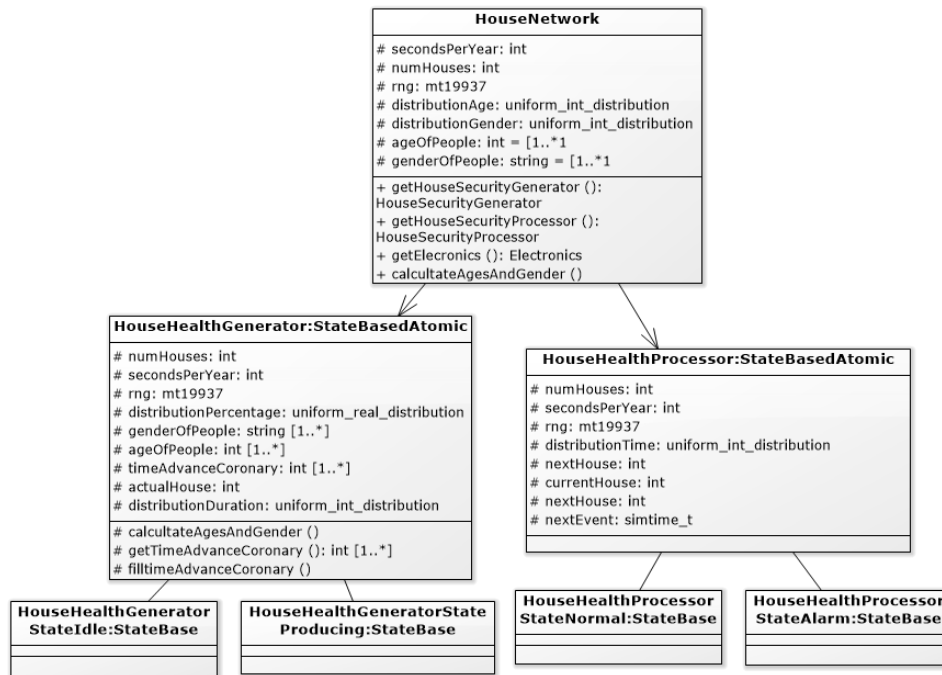 HouseNetwork
# secondsPerYear: int
# numHouses: int
# rng: mt19937
# distributionAge: uniform_int_distribution
# distributionGender: uniform_int_distribution
# ageOfPeople: int = [1..*1
# genderOfPeople: string = [1..*1
+ getHouseSecurityGenerator ():
HouseSecurityGenerator
+ getHouseSecurityProcessor ():
HouseSecurityProcessor
+ getElecronics (): Electronics
+ calcultateAgesAndGender ()
HouseHealthGenerator:StateBasedAtomic
# numHouses: int
# secondsPerYear: int
# rng: mt19937
# distributionPercentage: uniform_real_distribution
# genderOfPeople: string [1..*]
# ageOfPeople: int [1..*]
# timeAdvanceCoronary: int [1..*]
# actualHouse: int
# distributionDuration: uniform_int_distribution
# calcultateAgesAndGender ()
# getTimeAdvanceCoronary (): int [1..*]
# filltimeAdvanceCoronary ()
HouseHealthProcessor:StateBasedAtomic
# numHouses: int
# secondsPerYear: int
# rng: mt19937
# distributionTime: uniform_int_distribution
# nextHouse: int
# currentHouse: int
# nextHouse: int
# nextEvent: simtime_t
HouseHealthGenerator
StateIdle:StateBase
HouseHealthGeneratorState
Producing:StateBase
HouseHealthProcessor
StateNormal:StateBase
HouseHealthProcessor
StateAlarm:StateBase